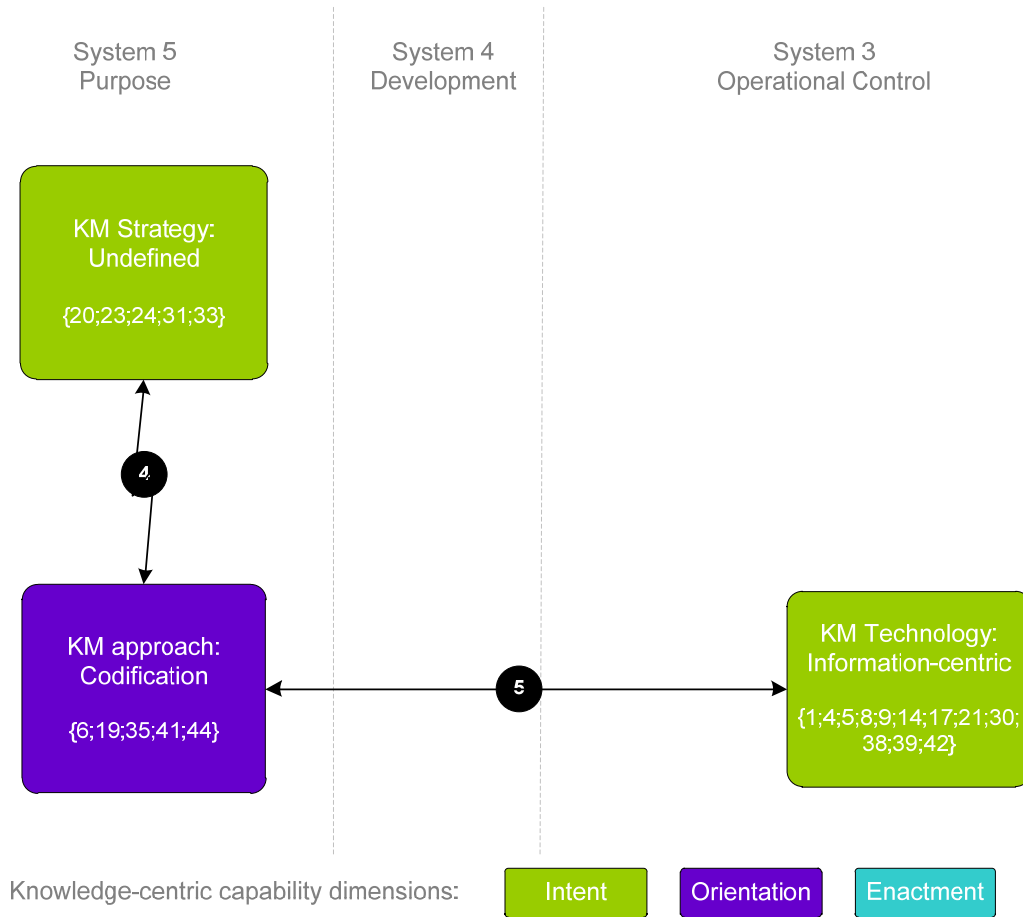 System 5
Purpose
System 4
Development
System 3
Operational Control
KM Strategy:
Undefined
{20;23;24;31;33}
4
KM approach:
Codification
{6;19;35;41;44}
5
KM Technology:
Information-centric
{1;4;5;8;9;14;17;21;30;
38;39;42}
Knowledge-centric capability dimensions:
Intent
Orientation
Enactment